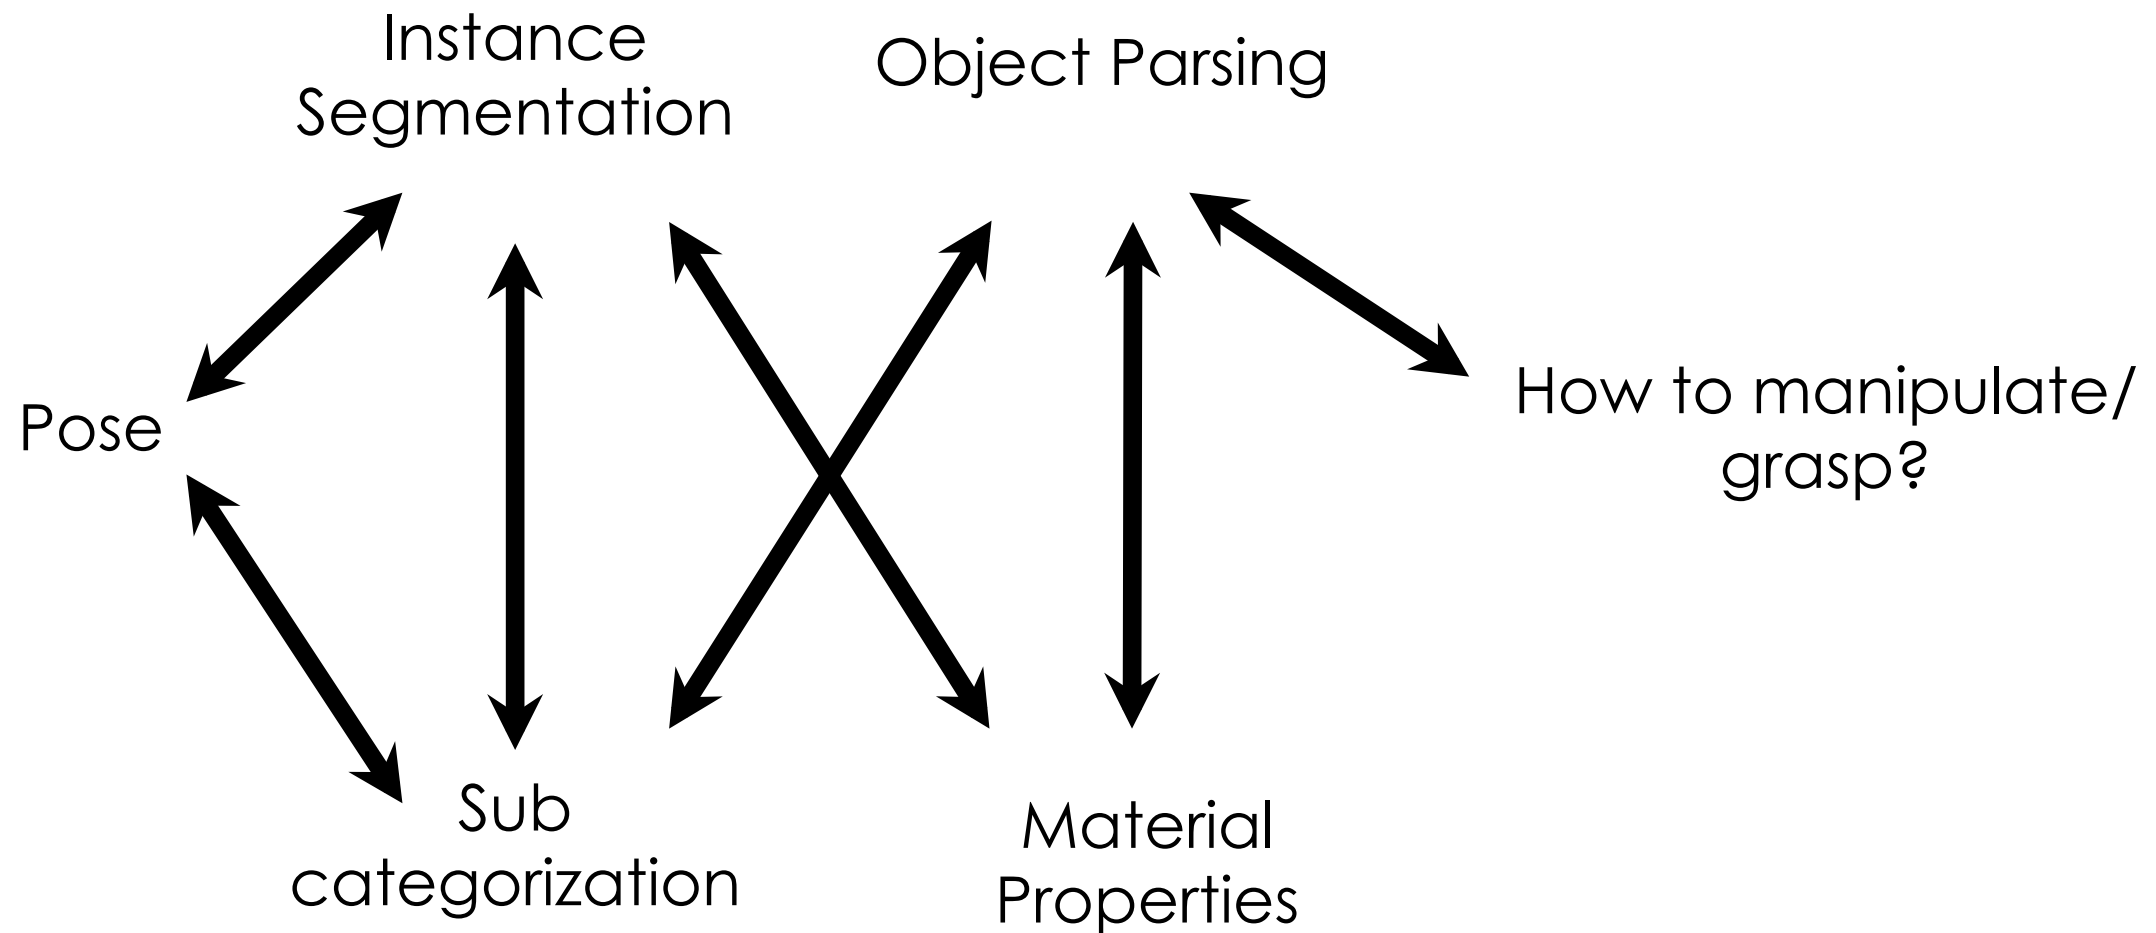 Instance
Segmentation
Object Parsing
Pose
How to manipulate/
grasp?
Sub
categorization
Material
Properties